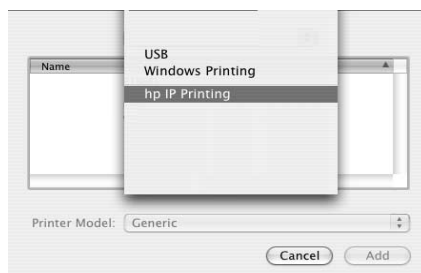 USB
Windows Printing
Name
hp IP Printing
Printer Model: Generic
Cancel Add